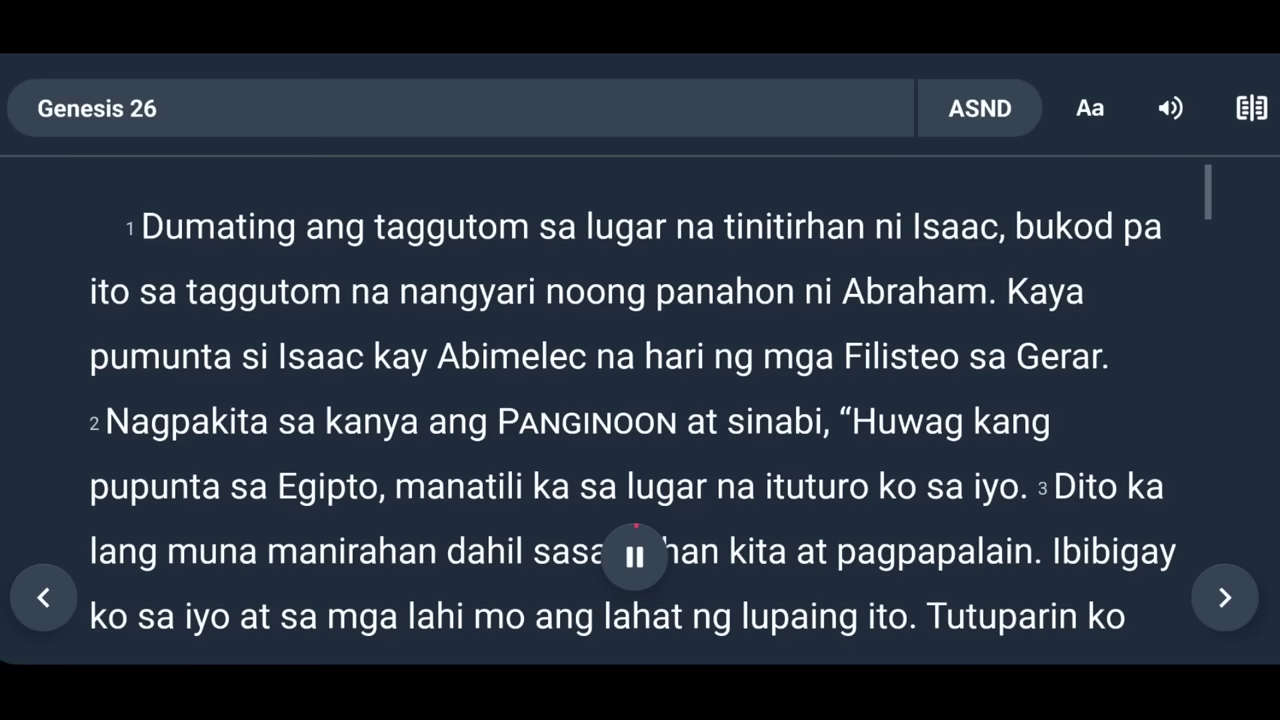 Genesis 26
ASND
Aa
1 Dumating ang taggutom sa lugar na tinitirhan ni Isaac, bukod pa
ito sa taggutom na nangyari noong panahon ni Abraham. Kaya
pumunta si Isaac kay Abimelec na hari ng mga Filisteo sa Gerar.
2 Nagpakita sa kanya ang PANGINOON at sinabi, “Huwag kang
pupunta sa Egipto, manatili ka sa lugar na ituturo ko sa iyo. 3 Dito ka
lang muna manirahan dahil kita at pagpapalain. Ibibigay
ko sa iyo at sa mga lahi mo ang lahat ng lupaing ito. Tutuparin ko